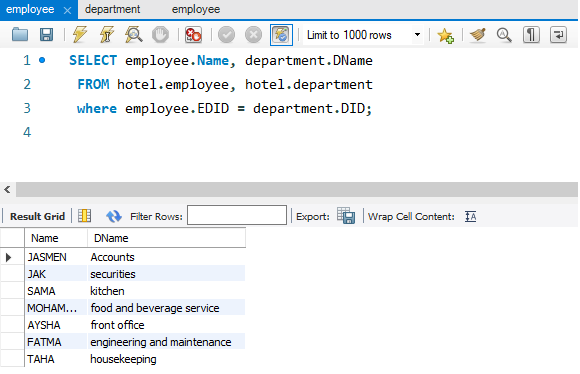 employee department employee
Limit to 1000 rows
1 SELECT employee.Name, department.DName
2 FROM hotel.employee, hotel.department
3 where employee.EDID = department.DID;
4
Result Grid Filter Rows: Export: Wrap Cell Content:
Name DName
JASMEN Accounts
JAK securities
SAMA kitchen
MOHAM... food and beverage service
AYSHA front office
FATMA engineering and maintenance
TAHA housekeeping